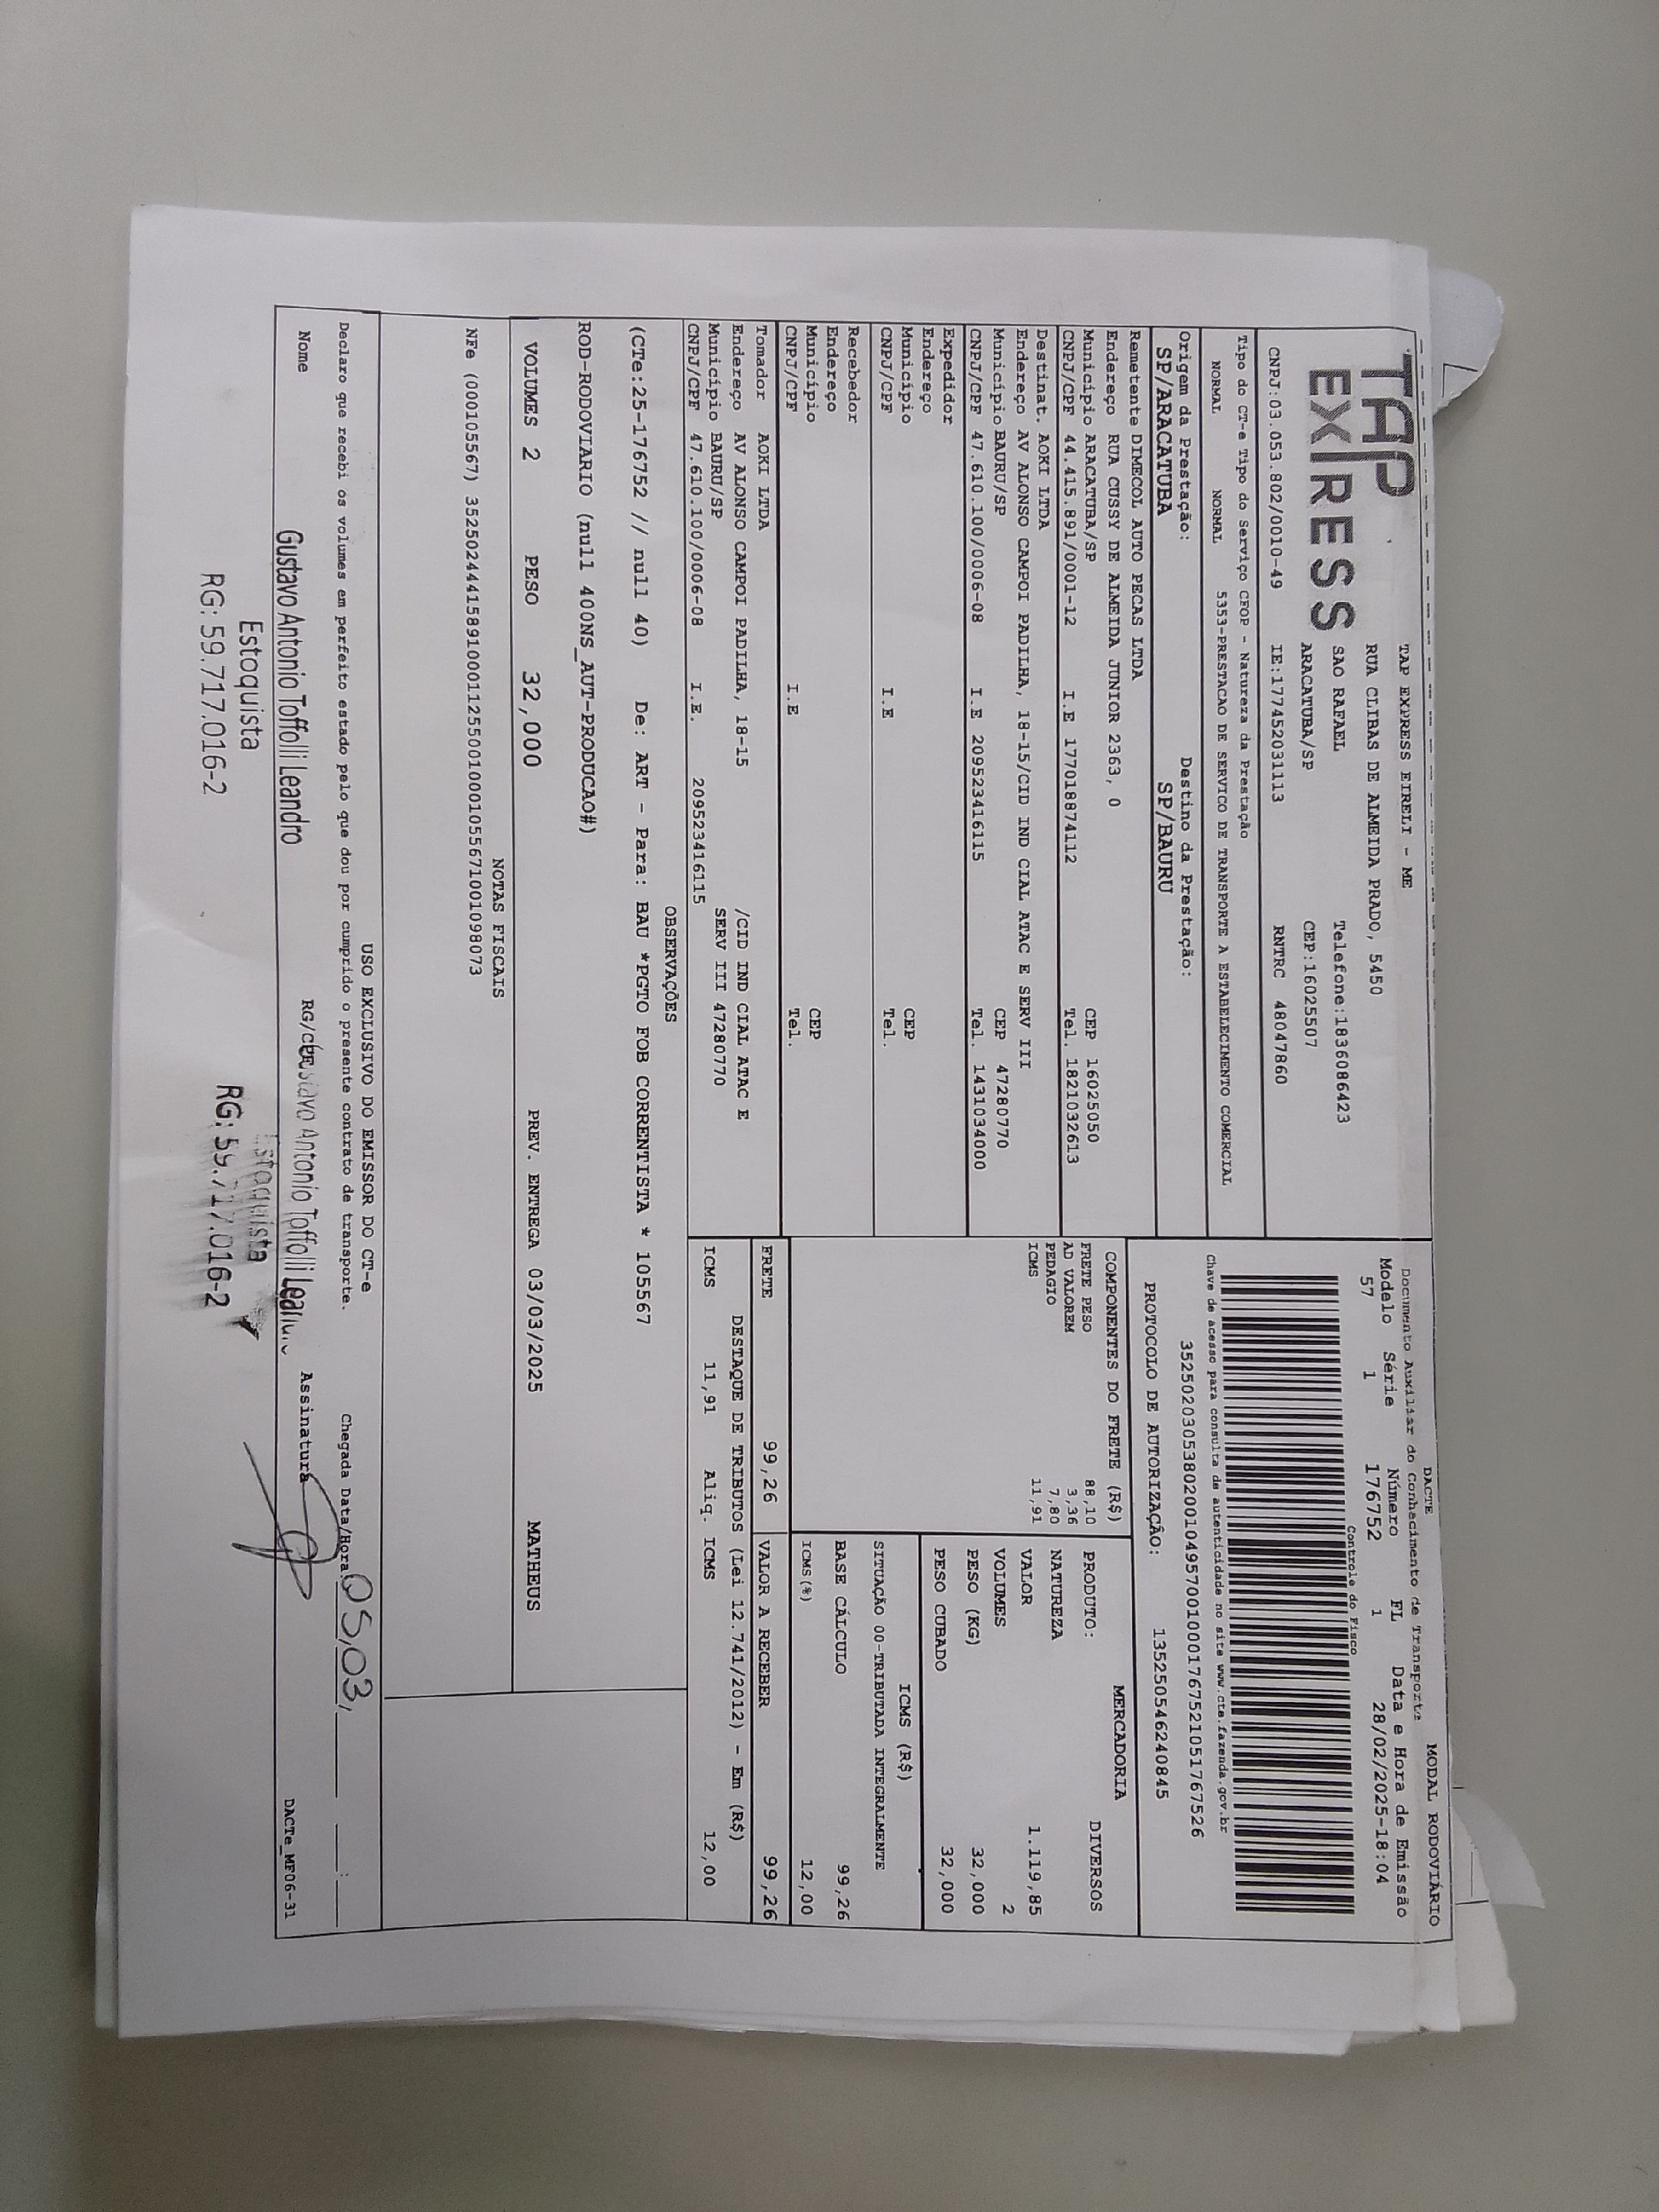 TAP
EXPRESS
TAP EXPRESS EIRELI - ME
RUA CLIBAS DE ALMEIDA PRADO, 5450
SAO RAFAEL Telefone:1836086423
ARACATUBA/SP CEP:16025507
CNPJ:03.053.802/0010-49 IE:177452031113 RNTRC 48047860
DACTE MODAL RODOVIÁRIO
Documento Auxiliar do Conhecimento de Transporte
Modelo Série Número FL Data e Hora de Emissão
57 1 176752 1 28/02/2025-18:04
Controle do Fisco
Chave de acesso para consulta de autenticidade no site www.cte.fazenda.gov.br
35250203053802001049570010001767521051767526
PROTOCOLO DE AUTORIZAÇÃO: 135250546240845
Tipo do CT-e Tipo do Serviço CFOP - Natureza da Prestação
NORMAL NORMAL 5353-PRESTACAO DE SERVICO DE TRANSPORTE A ESTABELECIMENTO COMERCIAL
Origem da Prestação: Destino da Prestação:
SP/ARACATUBA SP/BAURU
Remetente DIMECOL AUTO PECAS LTDA
Endereço RUA CUSSY DE ALMEIDA JUNIOR 2363, 0
Município ARACATUBA/SP CEP 16025050
CNPJ/CPF 44.415.891/0001-12 I.E 177018874112 Tel. 1821032613
Destinat. AOKI LTDA
Endereço AV ALONSO CAMPOI PADILHA, 18-15/CID IND CIAL ATAC E SERV III
Município BAURU/SP CEP 47280770
CNPJ/CPF 47.610.100/0006-08 I.E 209523416115 Tel. 1431034000
Expedidor
Endereço
Município CEP
CNPJ/CPF I.E Tel.
Recebedor
Endereço
Município CEP
CNPJ/CPF I.E Tel.
Tomador AOKI LTDA
Endereço AV ALONSO CAMPOI PADILHA, 18-15 /CID IND CIAL ATAC E
Município BAURU/SP SERV III 47280770
CNPJ/CPF 47.610.100/0006-08 I.E. 209523416115
COMPONENTES DO FRETE (R$)
FRETE PESO 88,10
AD VALOREM 3,36
PEDAGIO 7,80
ICMS 11,91
MERCADORIA
PRODUTO: DIVERSOS
NATUREZA
VALOR 1.119,85
VOLUMES 2
PESO (KG) 32,000
PESO CUBADO 32,000
ICMS (R$)
SITUAÇÃO 00-TRIBUTADA INTEGRALMENTE
BASE CÁLCULO 99,26
ICMS(%) 12,00
FRETE 99,26 VALOR A RECEBER 99,26
DESTAQUE DE TRIBUTOS (Lei 12.741/2012) - Em (R$)
ICMS 11,91 Aliq. ICMS 12,00
OBSERVAÇÕES
(CTe:25-176752 // null 40) De: ART - Para: BAU *PGTO FOB CORRENTISTA * 105567
ROD-RODOVIARIO (null 400NS_AUT-PRODUCAO#)
VOLUMES 2 PESO 32,000 PREV. ENTREGA 03/03/2025 MATHEUS
NOTAS FISCAIS
NFe (000105567) 35250244415891000112550010001055671001098073
USO EXCLUSIVO DO EMISSOR DO CT-e
Declaro que recebi os volumes em perfeito estado pelo que dou por cumprido o presente contrato de transporte. Chegada Data/Hora: 05,03,
Nome RG/CPF Assinatura
Gustavo Antonio Toffolli Leandro
Estoquista
RG: 59.717.016-2
Gustavo Antonio Toffolli
Estoquista
RG: 59.717.016-2
DACTe_MF06-31